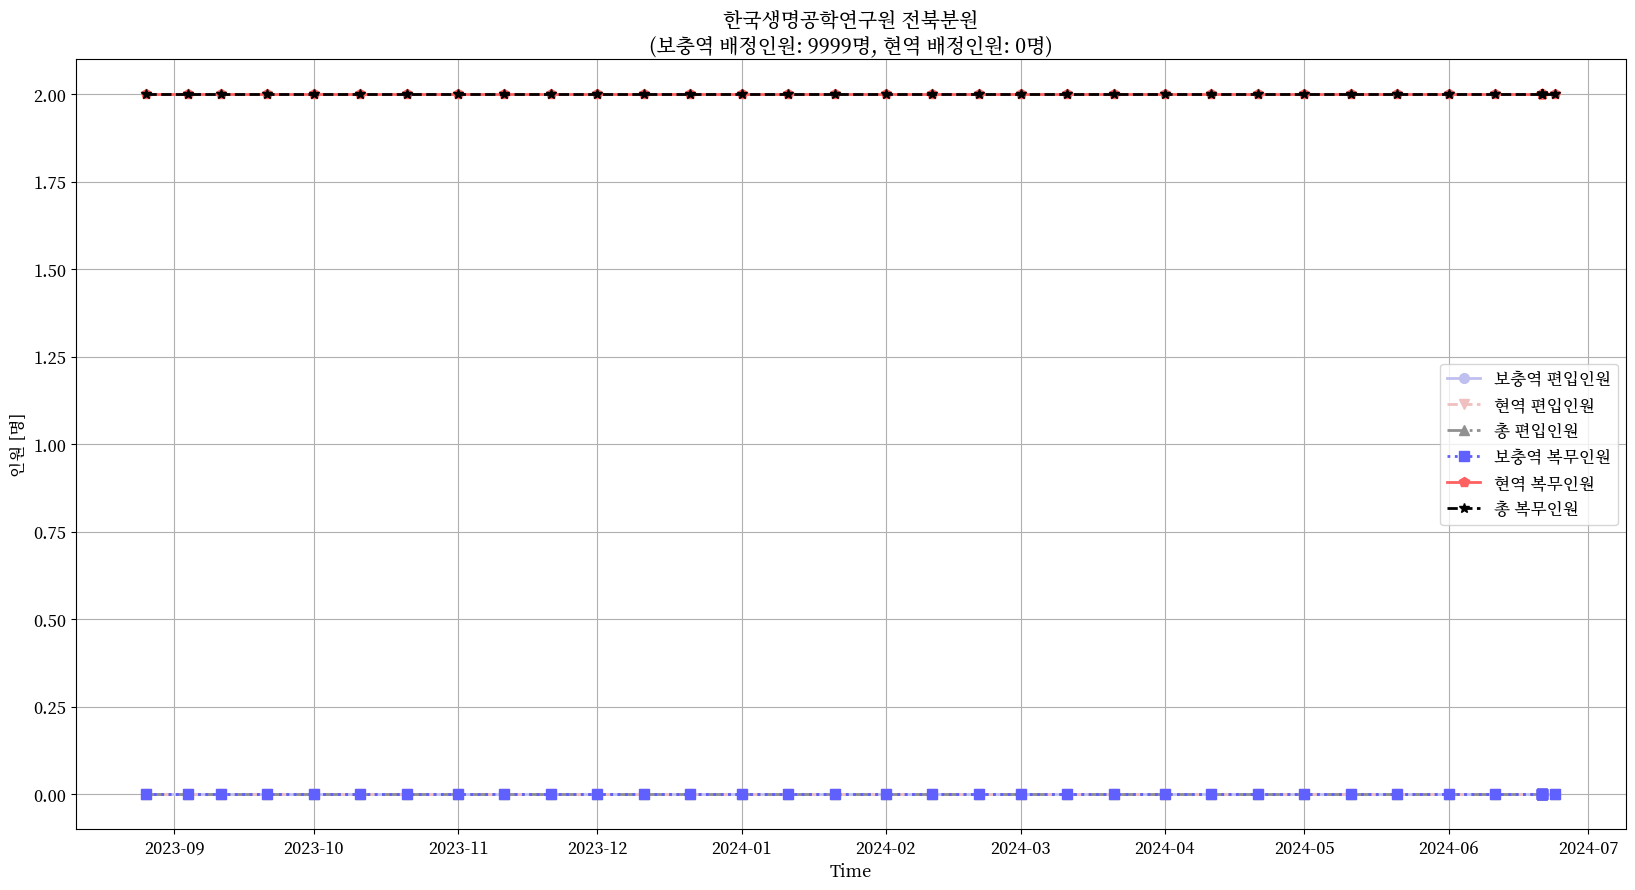 한국생명공학연구원 전북분원
(보충역 배정인원: 9999명, 현역 배정인원: 0명)
2.00
1.75
1.50
1.25
1.00
0.75
0.50
0.25
0.00
인원 [명]
보충역 편입인원
현역 편입인원
총 편입인원
보충역 복무인원
현역 복무인원
총 복무인원
2023-09 2023-10 2023-11 2023-12 2024-01 2024-02 2024-03 2024-04 2024-05 2024-06 2024-07
Time